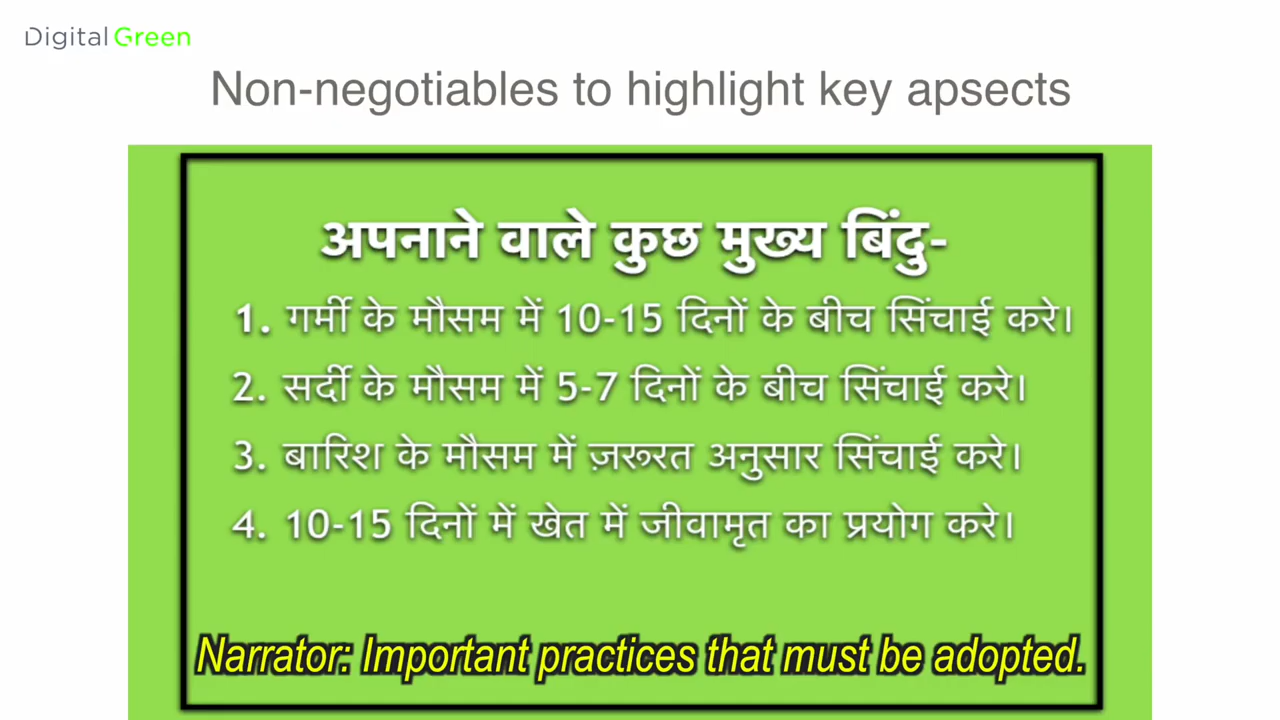 Digital Green
Non-negotiables to highlight key apsects
अपनाने वाले कुछ मुख्य बिंदु-
1. गर्मी के मौसम में 10-15 दिनों के बीच सिंचाई करे।
2. सर्दी के मौसम में 5-7 दिनों के बीच सिंचाई करे।
3. बारिश के मौसम में ज़रूरत अनुसार सिंचाई करे।
4. 10-15 दिनों में खेत में जीवामृत का प्रयोग करे।
Narrator: Important practices that must be adopted.